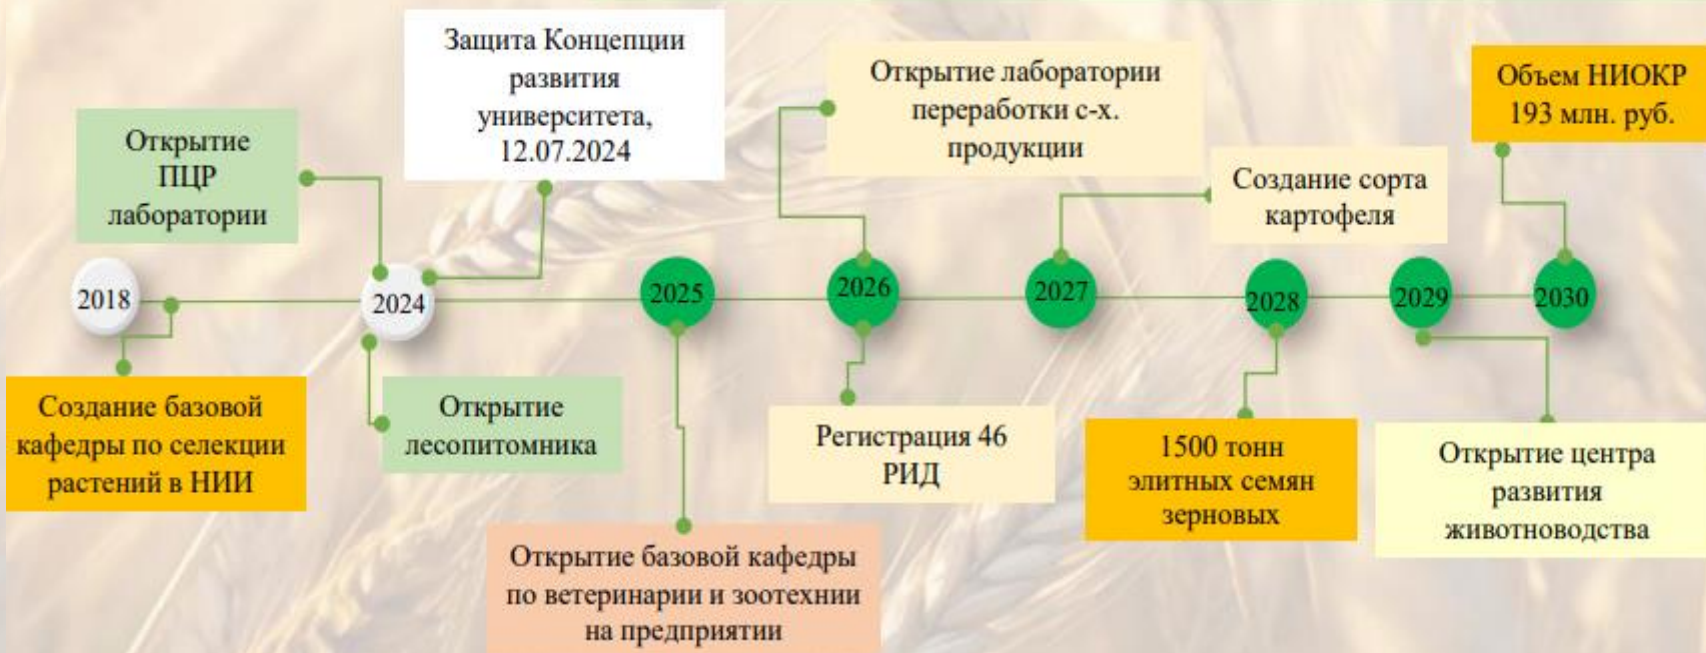 Защита Концепции
развития
университета,
12.07.2024
Открытие лаборатории
переработки с-х.
продукции
Объем НИОКР
193 млн. руб.
Открытие
ПЦР
лаборатории
Создание сорта
картофеля
2018
2024
2025
2026
2027
2028
2029
2030
Создание базовой
кафедры по селекции
растений в НИИ
Открытие
лесопитомника
Регистрация 46
РИД
1500 тонн
элитных семян
зерновых
Открытие центра
развития
животноводства
Открытие базовой кафедры
по ветеринарии и зоотехнии
на предприятии